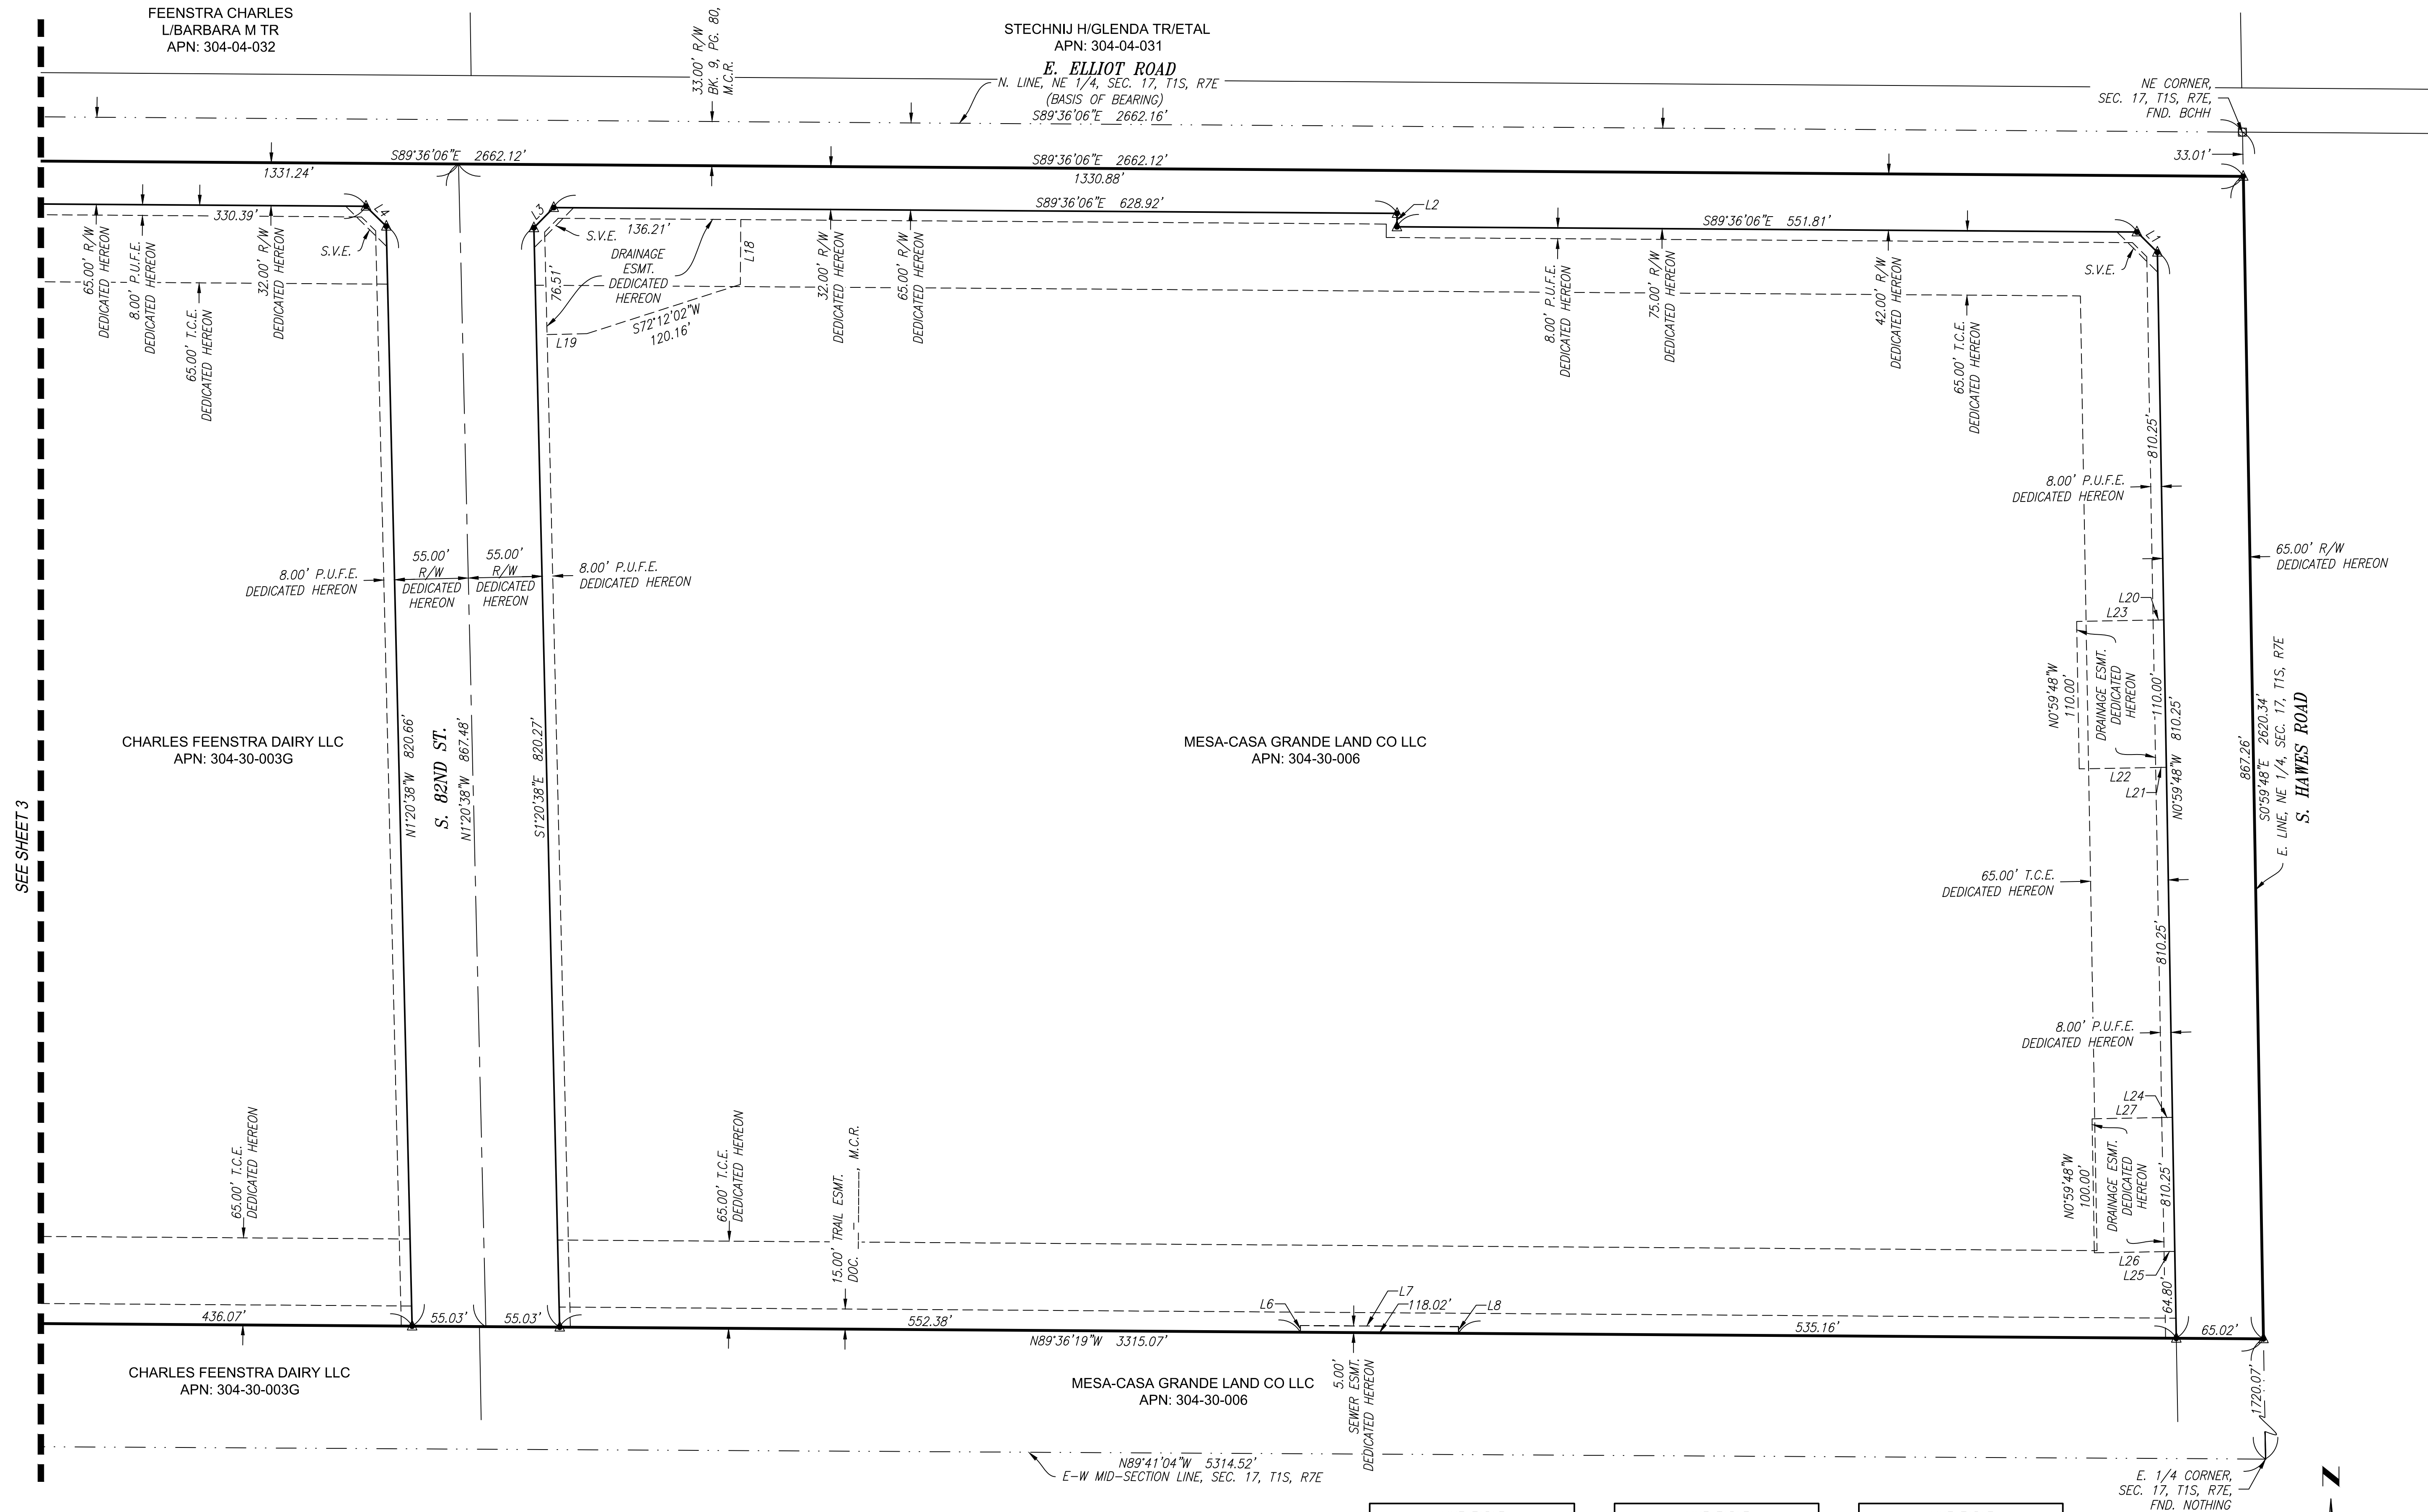 FEENSTRA CHARLES
L/BARBARA M TR
APN: 304-04-032
33.00' R/W
BK. 9, PG. 80,
M.C.R.
STECHNIJ H/GLENDA TR/ETAL
APN: 304-04-031
E. ELLIOT ROAD
N. LINE, NE 1/4, SEC. 17, T1S, R7E
(BASIS OF BEARING)
S89°36'06"E 2662.16'
NE CORNER,
SEC. 17, T1S, R7E,
FND. BCHH
33.01'
S89°36'06"E 2662.12'
1331.24'
S89°36'06"E 2662.12'
1330.88'
330.39'
L4
S.V.E.
65.00' R/W
DEDICATED HEREON
8.00' P.U.F.E.
DEDICATED HEREON
65.00' T.C.E.
DEDICATED HEREON
32.00' R/W
DEDICATED HEREON
L3
S.V.E.
136.21'
S89°36'06"E 628.92'
L2
S89°36'06"E 551.81'
L1
S.V.E.
DRAINAGE
ESMT.
DEDICATED
HEREON
76.51'
L18
L19
S72°12'02"W
120.16'
32.00' R/W
DEDICATED HEREON
65.00' R/W
DEDICATED HEREON
8.00' P.U.F.E.
DEDICATED HEREON
75.00' R/W
DEDICATED HEREON
42.00' R/W
DEDICATED HEREON
65.00' T.C.E.
DEDICATED HEREON
810.25'
8.00' P.U.F.E.
DEDICATED HEREON
65.00' R/W
DEDICATED HEREON
8.00' P.U.F.E.
DEDICATED HEREON
55.00'
R/W
DEDICATED
HEREON
55.00'
R/W
DEDICATED
HEREON
8.00' P.U.F.E.
DEDICATED HEREON
L20
L23
N0°59'48"W
110.00'
DRAINAGE ESMT.
DEDICATED
HEREON
110.00'
L22
L21
N0°59'48"W 810.25'
867.26'
S0°59'48"E 2620.34'
E. LINE, NE 1/4, SEC. 17, T1S, R7E
S. HAWES ROAD
SEE SHEET 3
CHARLES FEENSTRA DAIRY LLC
APN: 304-30-003G
N1°20'38"W 820.66'
S. 82ND ST.
N1°20'38"W 867.48'
S1°20'38"E 820.27'
MESA-CASA GRANDE LAND CO LLC
APN: 304-30-006
65.00' T.C.E.
DEDICATED HEREON
810.25'
8.00' P.U.F.E.
DEDICATED HEREON
L24
L27
N0°59'48"W
100.00'
DRAINAGE ESMT.
DEDICATED
HEREON
810.25'
L26
L25
64.80'
65.00' T.C.E.
DEDICATED HEREON
65.00' T.C.E.
DEDICATED HEREON
15.00' TRAIL ESMT.
DOC. ____-________, M.C.R.
436.07'
55.03'
55.03'
552.38'
L6
L7
118.02'
L8
535.16'
65.02'
N89°36'19"W 3315.07'
CHARLES FEENSTRA DAIRY LLC
APN: 304-30-003G
MESA-CASA GRANDE LAND CO LLC
APN: 304-30-006
5.00'
SEWER ESMT.
DEDICATED HEREON
1720.07'
N89°41'04"W 5314.52'
E-W MID-SECTION LINE, SEC. 17, T1S, R7E
E. 1/4 CORNER,
SEC. 17, T1S, R7E,
FND. NOTHING
N